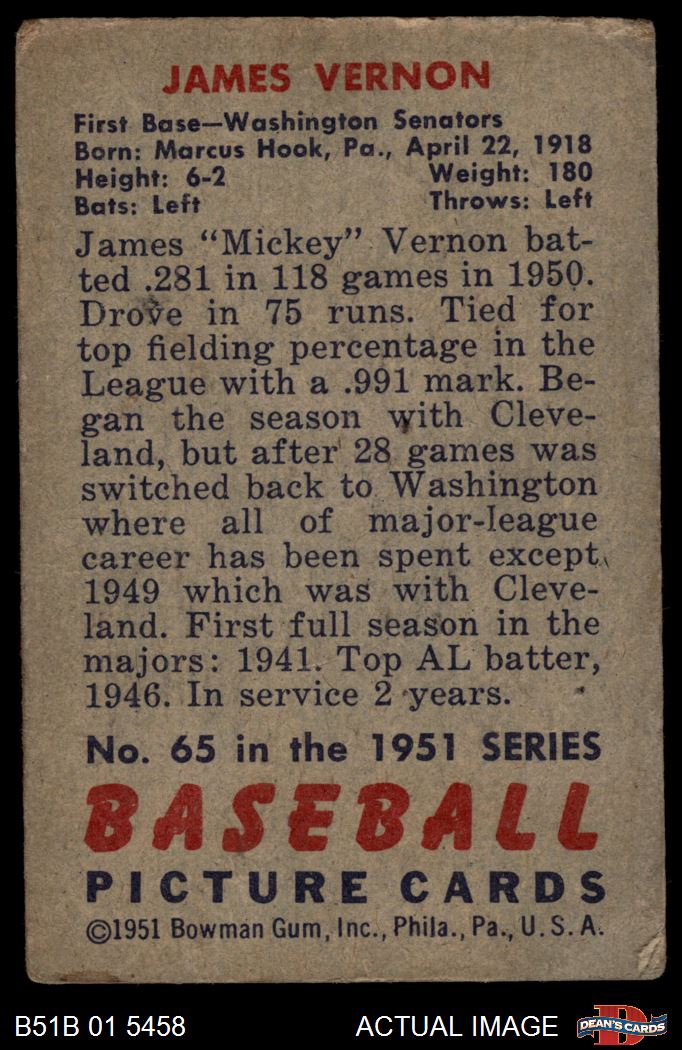 JAMES VERNON
First Base—Washington Senators
Born: Marcus Hook, Pa., April 22, 1918
Height: 6-2 Weight: 180
Bats: Left Throws: Left
James “Mickey” Vernon bat-
ted .281 in 118 games in 1950.
Drove in 75 runs. Tied for
top fielding percentage in the
League with a .991 mark. Be-
gan the season with Cleve-
land, but after 28 games was
switched back to Washington
where all of major-league
career has been spent except
1949 which was with Cleve-
land. First full season in the
majors: 1941. Top AL batter,
1946. In service 2 years.
No. 65 in the 1951 SERIES
BASEBALL
PICTURE CARDS
©1951 Bowman Gum, Inc., Phila., Pa., U.S.A.
B51B 01 5458 ACTUAL IMAGE D DEAN'S CARDS